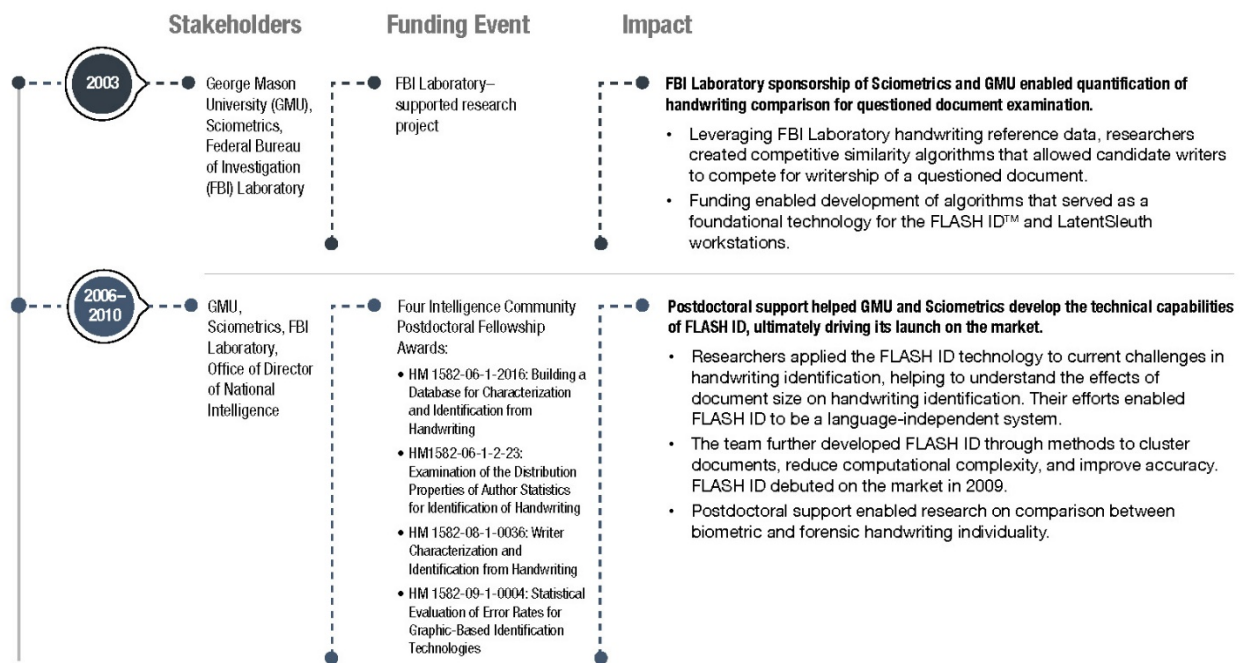 Stakeholders Funding Event Impact
2003
George Mason
University (GMU),
Sciometrics,
Federal Bureau
of Investigation
(FBI) Laboratory
FBI Laboratory–
supported research
project
FBI Laboratory sponsorship of Sciometrics and GMU enabled quantification of
handwriting comparison for questioned document examination.
• Leveraging FBI Laboratory handwriting reference data, researchers
created competitive similarity algorithms that allowed candidate writers
to compete for writership of a questioned document.
• Funding enabled development of algorithms that served as a
foundational technology for the FLASH ID™ and LatentSleuth
workstations.
2006–
2010
GMU,
Sciometrics, FBI
Laboratory,
Office of Director
of National
Intelligence
Four Intelligence Community
Postdoctoral Fellowship
Awards:
• HM 1582-06-1-2016: Building a
Database for Characterization
and Identification from
Handwriting
• HM1582-06-1-2-23:
Examination of the Distribution
Properties of Author Statistics
for Identification of Handwriting
• HM 1582-08-1-0036: Writer
Characterization and
Identification from Handwriting
• HM 1582-09-1-0004: Statistical
Evaluation of Error Rates for
Graphic-Based Identification
Technologies
Postdoctoral support helped GMU and Sciometrics develop the technical capabilities
of FLASH ID, ultimately driving its launch on the market.
• Researchers applied the FLASH ID technology to current challenges in
handwriting identification, helping to understand the effects of
document size on handwriting identification. Their efforts enabled
FLASH ID to be a language-independent system.
• The team further developed FLASH ID through methods to cluster
documents, reduce computational complexity, and improve accuracy.
FLASH ID debuted on the market in 2009.
• Postdoctoral support enabled research on comparison between
biometric and forensic handwriting individuality.